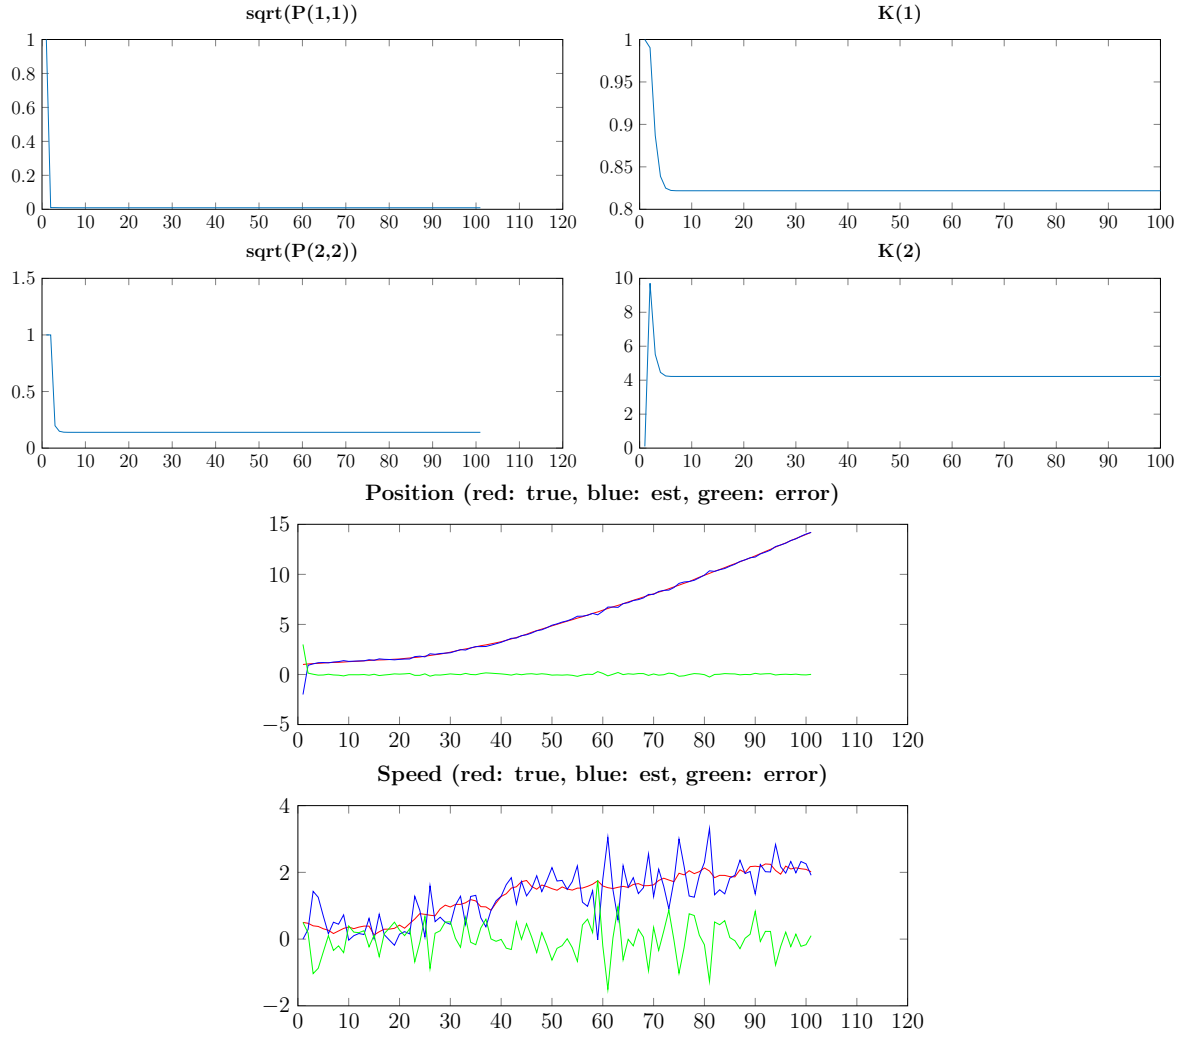 sqrt(P(1,1))
1
0.8
0.6
0.4
0.2
0
0 10 20 30 40 50 60 70 80 90 100 110 120
K(1)
1
0.95
0.9
0.85
0.8
0 10 20 30 40 50 60 70 80 90 100
sqrt(P(2,2))
1.5
1
0.5
0
0 10 20 30 40 50 60 70 80 90 100 110 120
K(2)
10
8
6
4
2
0
0 10 20 30 40 50 60 70 80 90 100
Position (red: true, blue: est, green: error)
15
10
5
0
−5
0 10 20 30 40 50 60 70 80 90 100 110 120
Speed (red: true, blue: est, green: error)
4
2
0
−2
0 10 20 30 40 50 60 70 80 90 100 110 120